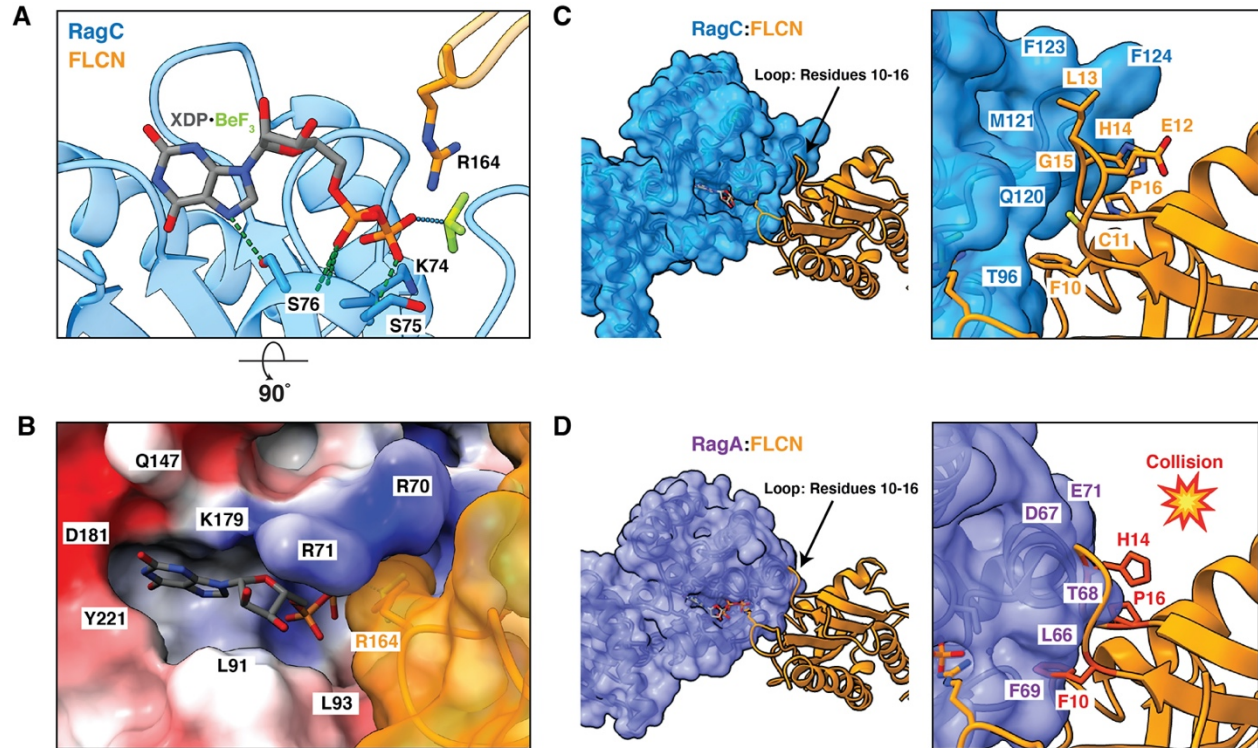 A
RagC
FLCN
XDP•BeF3
R164
K74
S76
S75
90°
B
Q147
R70
K179
D181
R71
Y221
R164
L91
L93
C
RagC:FLCN
Loop: Residues 10-16
F123
F124
L13
M121
H14
E12
G15
P16
Q120
C11
T96
F10
D
RagA:FLCN
Loop: Residues 10-16
Collision
E71
D67
H14
T68
P16
L66
F69
F10